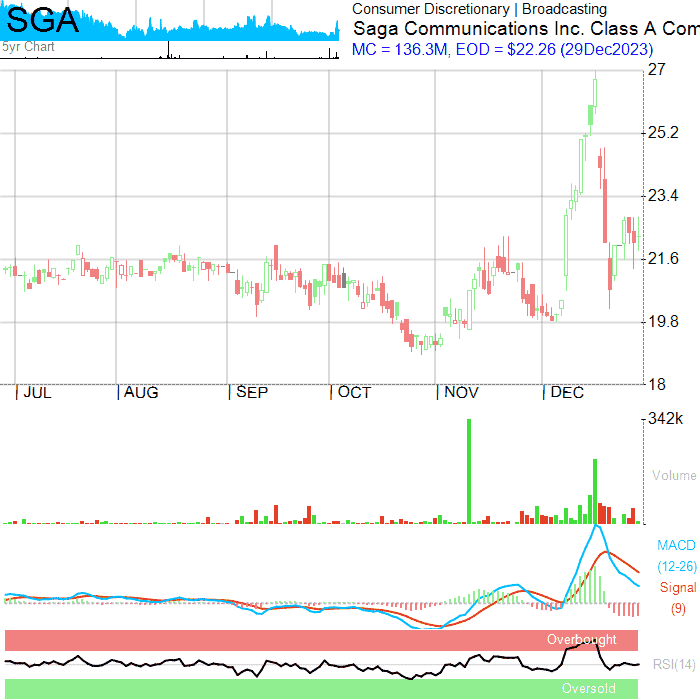 SGA
5yr Chart
Consumer Discretionary | Broadcasting
Saga Communications Inc. Class A Com
MC = 136.3M, EOD = $22.26 (29Dec2023)
27
25.2
23.4
21.6
19.8
18
JUL AUG SEP OCT NOV DEC
342k
Volume
MACD
(12-26)
Signal
(9)
Overbought
RSI(14)
Oversold